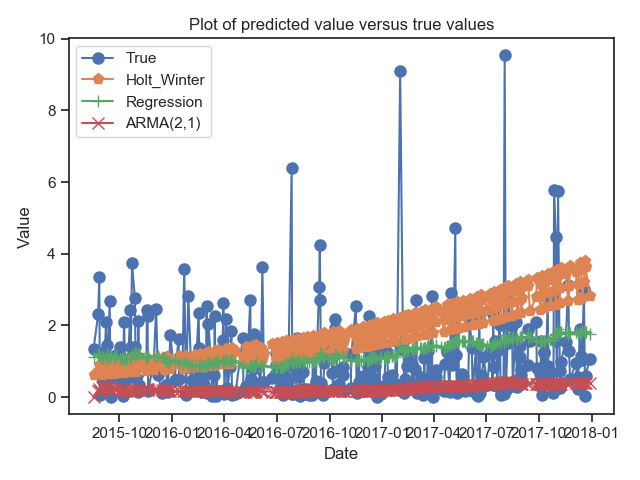 Plot of predicted value versus true values
True
Holt_Winter
Regression
ARMA(2,1)
10
8
6
4
2
0
Value
2015-10 2016-01 2016-04 2016-07 2016-10 2017-01 2017-04 2017-07 2017-10 2018-01
Date